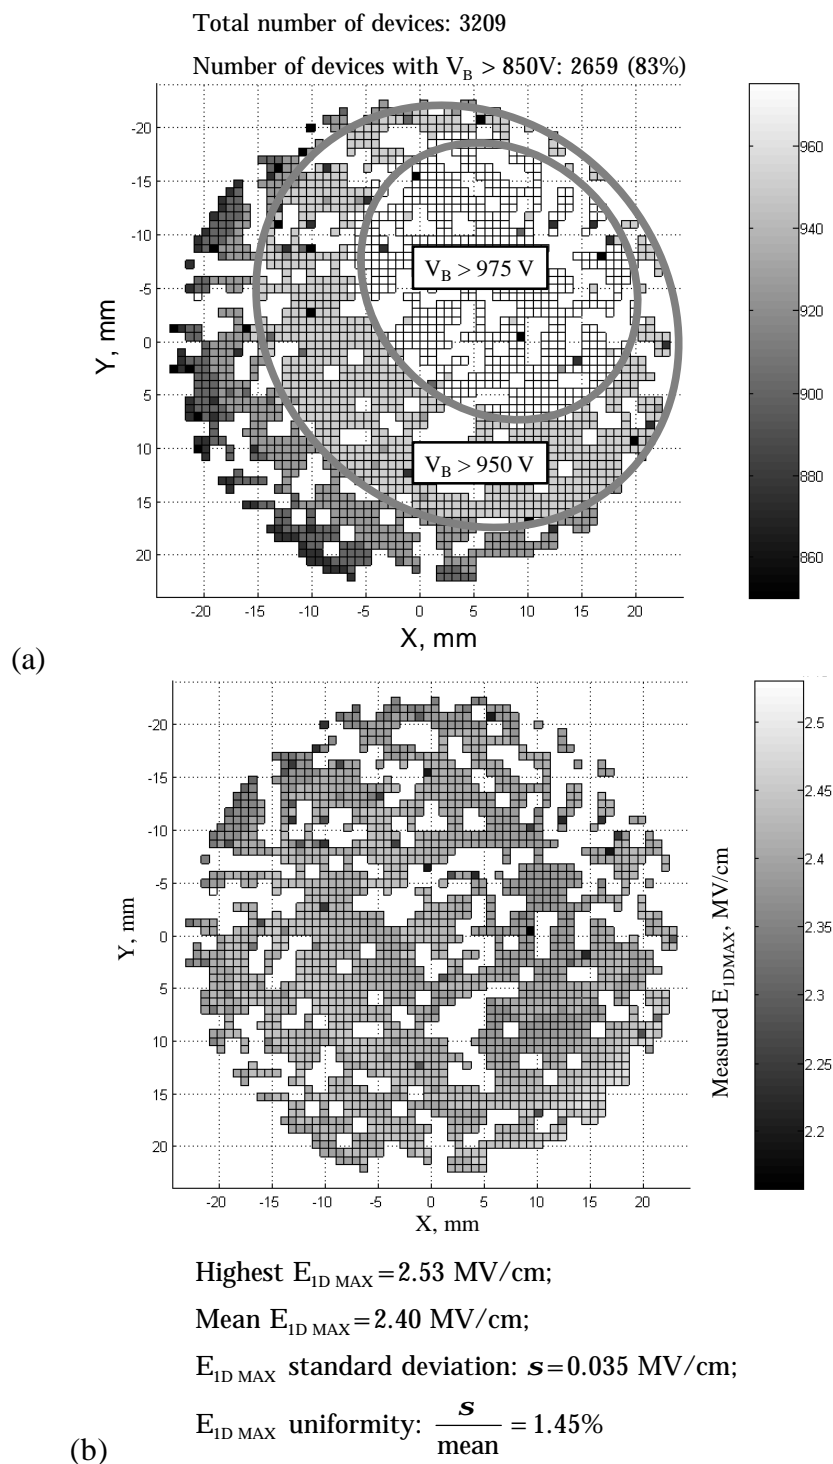 Total number of devices: 3209
Number of devices with V_B > 850V: 2659 (83%)
-20
-15
-10
-5
0
5
10
15
20
Y, mm
V_B > 975 V
V_B > 950 V
960
940
920
900
880
860
-20 -15 -10 -5 0 5 10 15 20
X, mm
(a)
-20
-15
-10
-5
0
5
10
15
20
Y, mm
2.5
2.45
2.4
2.35
2.3
2.25
2.2
Measured E_1DMAX, MV/cm
-20 -15 -10 -5 0 5 10 15 20
X, mm
Highest E_1D MAX=2.53 MV/cm;
Mean E_1D MAX=2.40 MV/cm;
E_1D MAX standard deviation: s=0.035 MV/cm;
E_1D MAX uniformity: s/mean = 1.45%
(b)